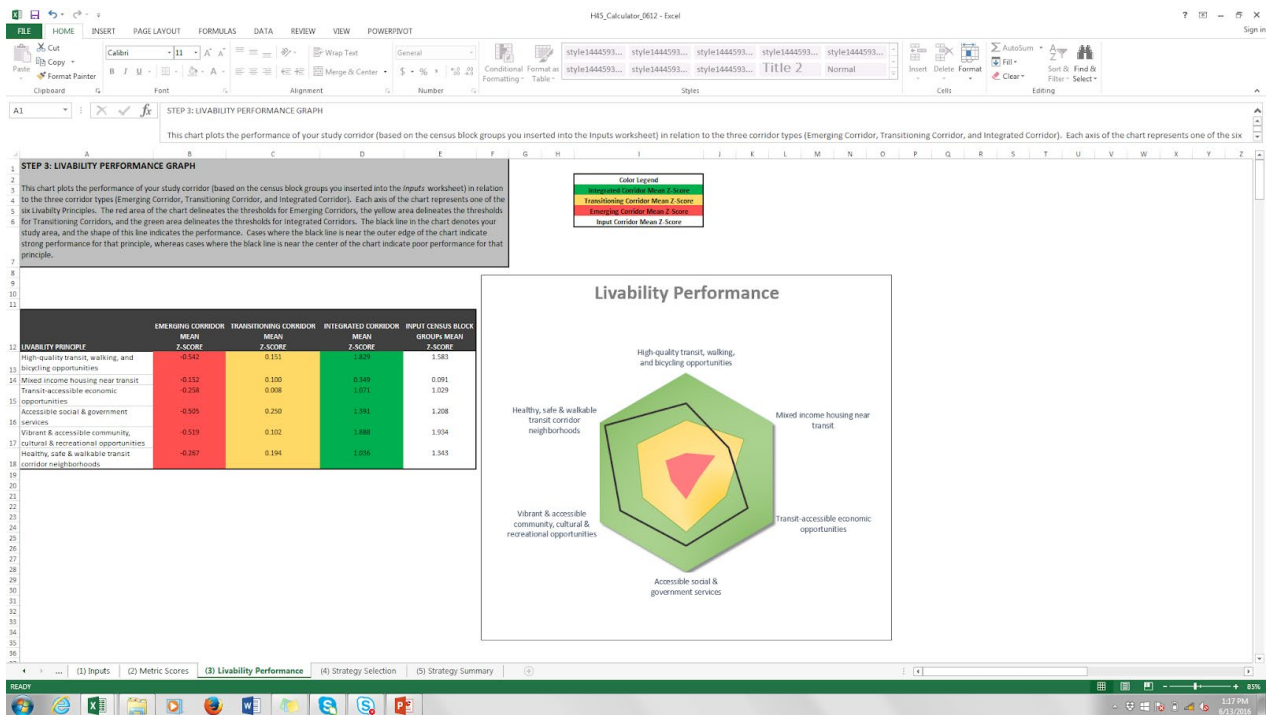 H45_Calculator_0612 - Excel
Sign in
FILE HOME INSERT PAGE LAYOUT FORMULAS DATA REVIEW VIEW POWERPIVOT
Paste
Cut
Copy
Format Painter
Clipboard
Calibri 11
Font
Wrap Text
Merge & Center
Alignment
General
Number
Conditional Formatting
Format as Table
style1444593... style1444593... style1444593... style1444593... style1444593...
style1444593... style1444593... style1444593... Title 2 Normal
Styles
Insert Delete Format
Cells
AutoSum
Fill
Clear
Sort & Filter
Find & Select
Editing
A1
STEP 3: LIVABILITY PERFORMANCE GRAPH
This chart plots the performance of your study corridor (based on the census block groups you inserted into the Inputs worksheet) in relation to the three corridor types (Emerging Corridor, Transitioning Corridor, and Integrated Corridor). Each axis of the chart represents one of the six
A B C D E F G H I J K L M N O P Q R S T U V W X Y Z
STEP 3: LIVABILITY PERFORMANCE GRAPH
This chart plots the performance of your study corridor (based on the census block groups you inserted into the Inputs worksheet) in relation
to the three corridor types (Emerging Corridor, Transitioning Corridor, and Integrated Corridor). Each axis of the chart represents one of the
six Livabilty Principles. The red area of the chart delineates the thresholds for Emerging Corridors, the yellow area delineates the thresholds
for Transitioning Corridors, and the green area delineates the thresholds for Integrated Corridors. The black line in the chart denotes your
study area, and the shape of this line indicates the performance. Cases where the black line is near the outer edge of the chart indicate
strong performance for that principle, whereas cases where the black line is near the center of the chart indicate poor performance for that
principle.
Color Legend
Integrated Corridor Mean Z-Score
Transitioning Corridor Mean Z-Score
Emerging Corridor Mean Z-Score
Input Corridor Mean Z-Score
LIVABILITY PRINCIPLE
EMERGING CORRIDOR MEAN Z-SCORE
TRANSITIONING CORRIDOR MEAN Z-SCORE
INTEGRATED CORRIDOR MEAN Z-SCORE
INPUT CENSUS BLOCK GROUPs MEAN Z-SCORE
High-quality transit, walking, and bicycling opportunities -0.542 0.151 1.829 1.583
Mixed income housing near transit -0.152 0.100 0.349 0.091
Transit-accessible economic opportunities -0.258 0.008 1.071 1.029
Accessible social & government services -0.505 0.250 1.391 1.208
Vibrant & accessible community, cultural & recreational opportunities -0.519 0.102 1.888 1.934
Healthy, safe & walkable transit corridor neighborhoods -0.267 0.194 1.036 1.343
Livability Performance
High-quality transit, walking,
and bicycling opportunities
Mixed income housing near
transit
Transit-accessible economic
opportunities
Accessible social &
government services
Vibrant & accessible
community, cultural &
recreational opportunities
Healthy, safe & walkable
transit corridor
neighborhoods
... (1) Inputs (2) Metric Scores (3) Livability Performance (4) Strategy Selection (5) Strategy Summary
READY
85%
1:17 PM
6/13/2016